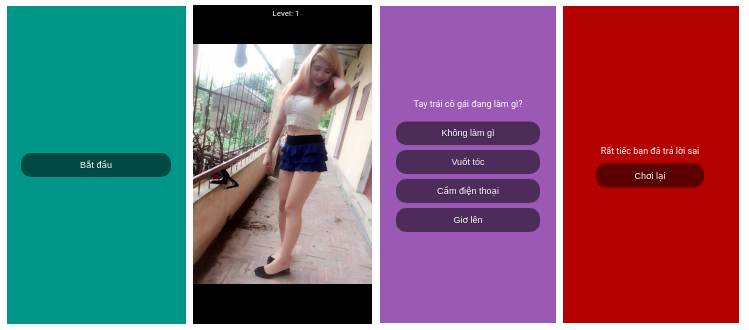 Bắt đầu
Level: 1
Tay trái cô gái đang làm gì?
Không làm gì
Vuốt tóc
Cầm điện thoại
Giơ lên
Rất tiếc bạn đã trả lời sai
Chơi lại